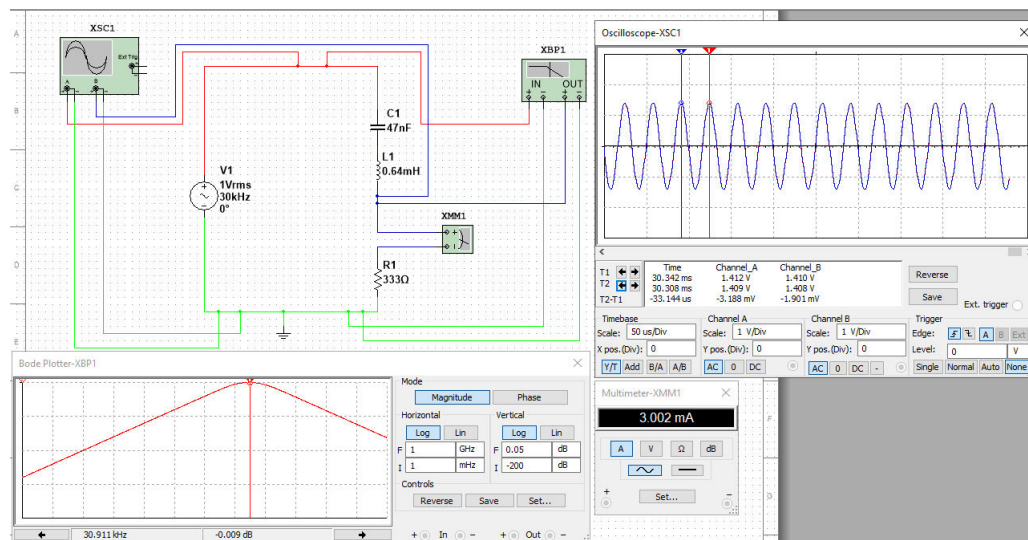 XSC1
Ext Trig
A B
XBP1
IN OUT
C1
47nF
L1
0.64mH
V1
1Vrms
30kHz
0°
XMM1
R1
333Ω
Oscilloscope-XSC1
T1
T2
T2-T1
Time Channel_A Channel_B
30.342 ms 1.412 V 1.410 V
30.308 ms 1.409 V 1.408 V
-33.144 us -3.188 mV -1.901 mV
Reverse
Save
Ext. trigger
Timebase
Scale: 50 us/Div
X pos.(Div): 0
Y/T Add B/A A/B
Channel A
Scale: 1 V/Div
Y pos.(Div): 0
AC 0 DC
Channel B
Scale: 1 V/Div
Y pos.(Div): 0
AC 0 DC -
Trigger
Edge: A B Ext
Level: 0 V
Single Normal Auto None
Bode Plotter-XBP1
Mode
Magnitude Phase
Horizontal Vertical
Log Lin Log Lin
F 1 GHz F 0.05 dB
I 1 mHz I -200 dB
Controls
Reverse Save Set...
30.911 kHz -0.009 dB
+ In - + Out -
Multimeter-XMM1
3.002 mA
A V Ω dB
Set...
+ -